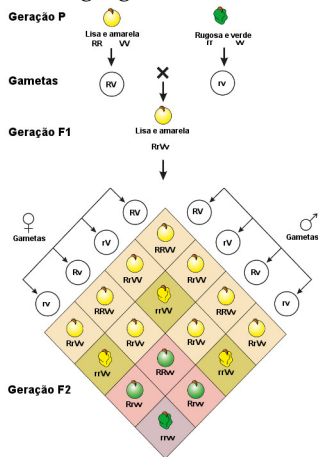 Geração P
Lisa e amarela
RR VV
Rugosa e verde
rr vv
Gametas
RV
×
rv
Geração F1
Lisa e amarela
RrVv
♀
Gametas
♂
Gametas
RV
RV
rV
rV
Rv
Rv
rv
rv
RRVV
RrVV
RrVV
RRVv
rrVV
RRVv
RrVv
RrVv
RrVv
RrVv
rrVv
RRvv
rrVv
Geração F2
Rrvv
Rrvv
rrvv